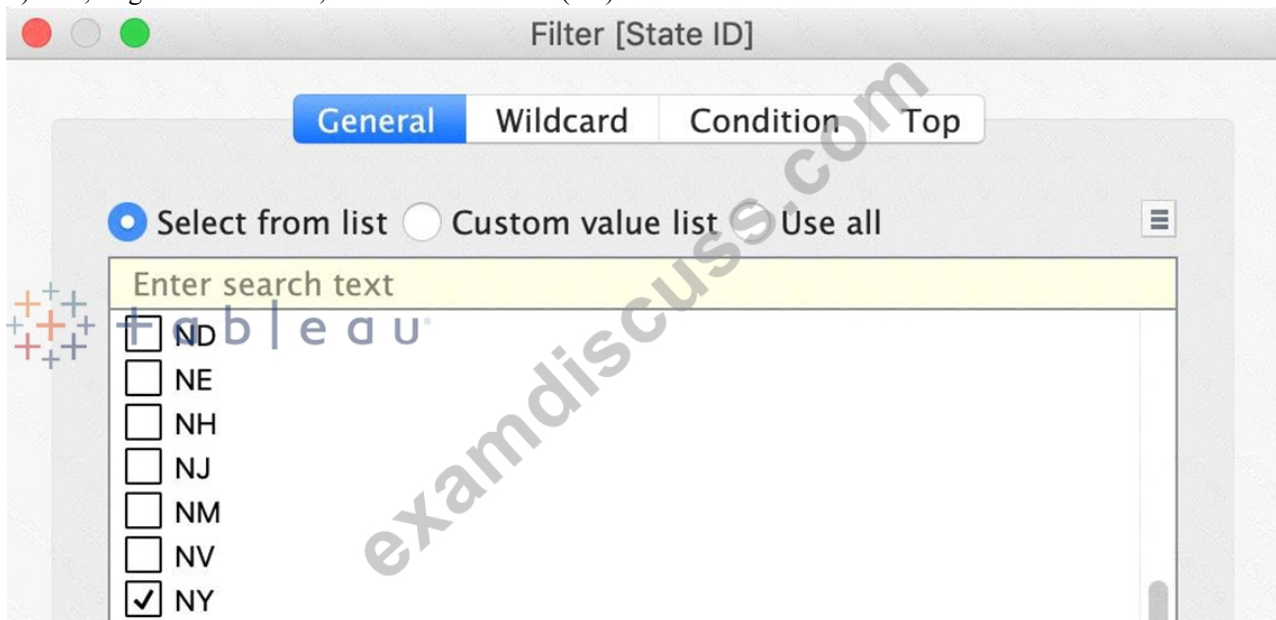 Filter [State ID]
General Wildcard Condition Top
Select from list Custom value list Use all
Enter search text
ND
NE
NH
NJ
NM
NV
NY
+ a b l e a u
examdiscuss.com